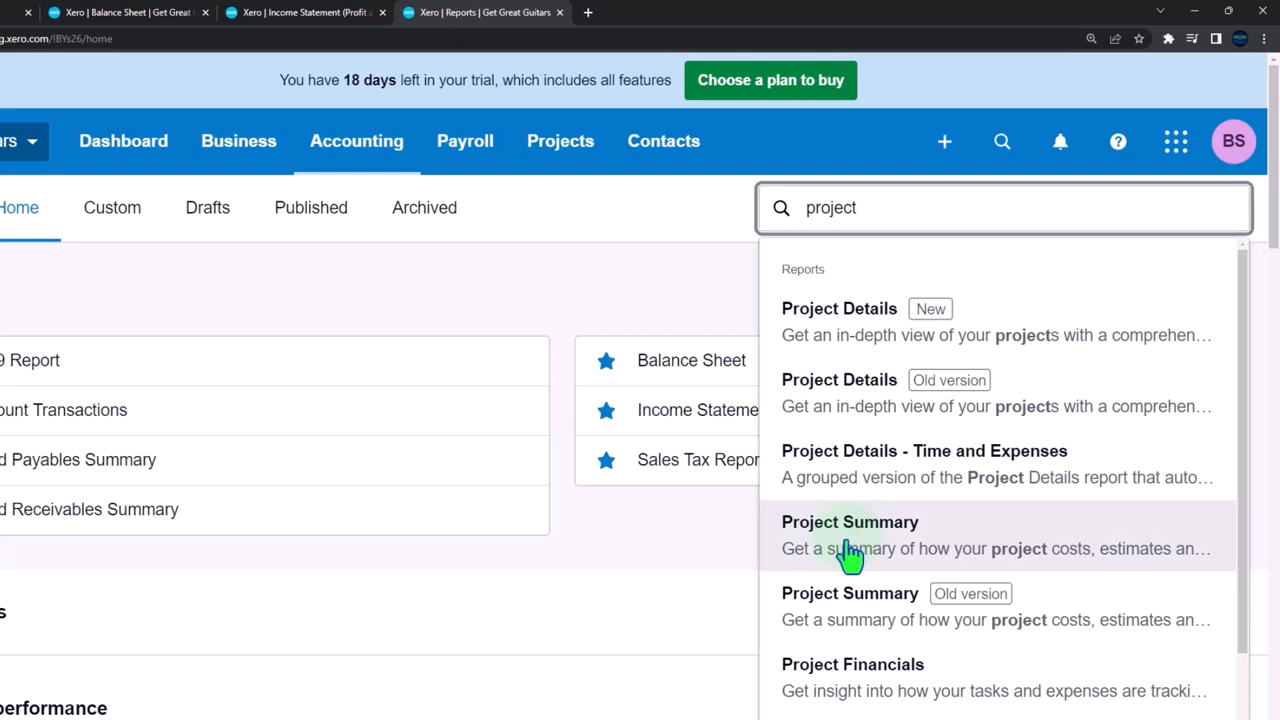 Xero | Balance Sheet | Get Great
Xero | Income Statement (Profit
Xero | Reports | Get Great Guitars
g.xero.com/!BYs26/home
You have 18 days left in your trial, which includes all features
Choose a plan to buy
Dashboard
Business
Accounting
Payroll
Projects
Contacts
BS
Home
Custom
Drafts
Published
Archived
project
Reports
Project Details New
Get an in-depth view of your projects with a comprehen…
Project Details Old version
Get an in-depth view of your projects with a comprehen…
Project Details - Time and Expenses
A grouped version of the Project Details report that auto…
Project Summary
Get a summary of how your project costs, estimates an…
Project Summary Old version
Get a summary of how your project costs, estimates an…
Project Financials
Get insight into how your tasks and expenses are tracki…
9 Report
ount Transactions
d Payables Summary
d Receivables Summary
Balance Sheet
Income Stateme
Sales Tax Repor
s
performance